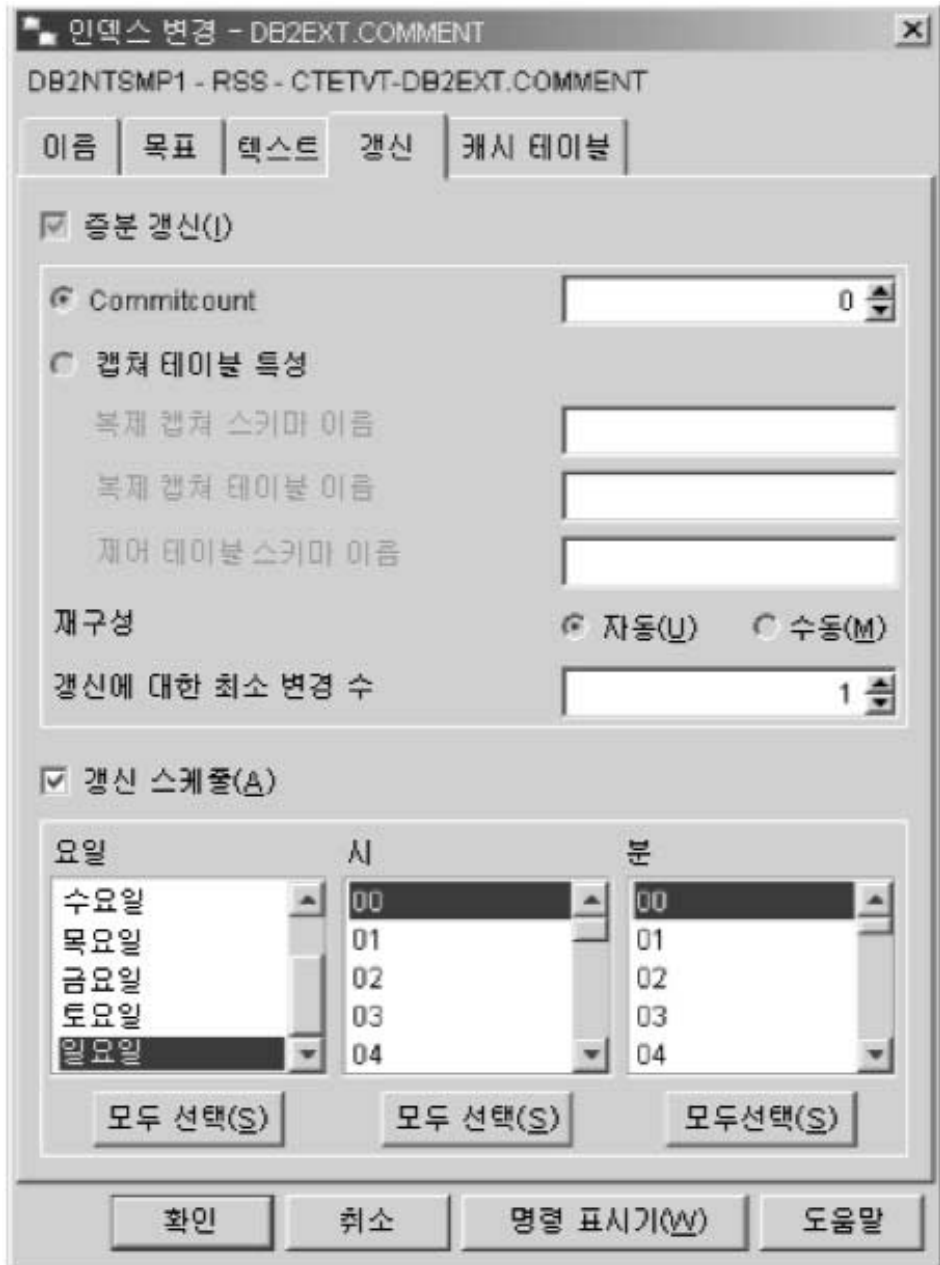 인덱스 변경 - DB2EXT.COMMENT
DB2NTSMP1 - RSS - CTETVT-DB2EXT.COMMENT
이름 목표 텍스트 갱신 캐시 테이블
증분 갱신(I)
Commitcount 0
캡쳐 테이블 특성
복제 캡쳐 스키마 이름
복제 캡쳐 테이블 이름
제어 테이블 스키마 이름
재구성 자동(U) 수동(M)
갱신에 대한 최소 변경 수 1
갱신 스케줄(A)
요일 시 분
수요일 00 00
목요일 01 01
금요일 02 02
토요일 03 03
일요일 04 04
모두 선택(S) 모두 선택(S) 모두선택(S)
확인 취소 명령 표시기(W) 도움말